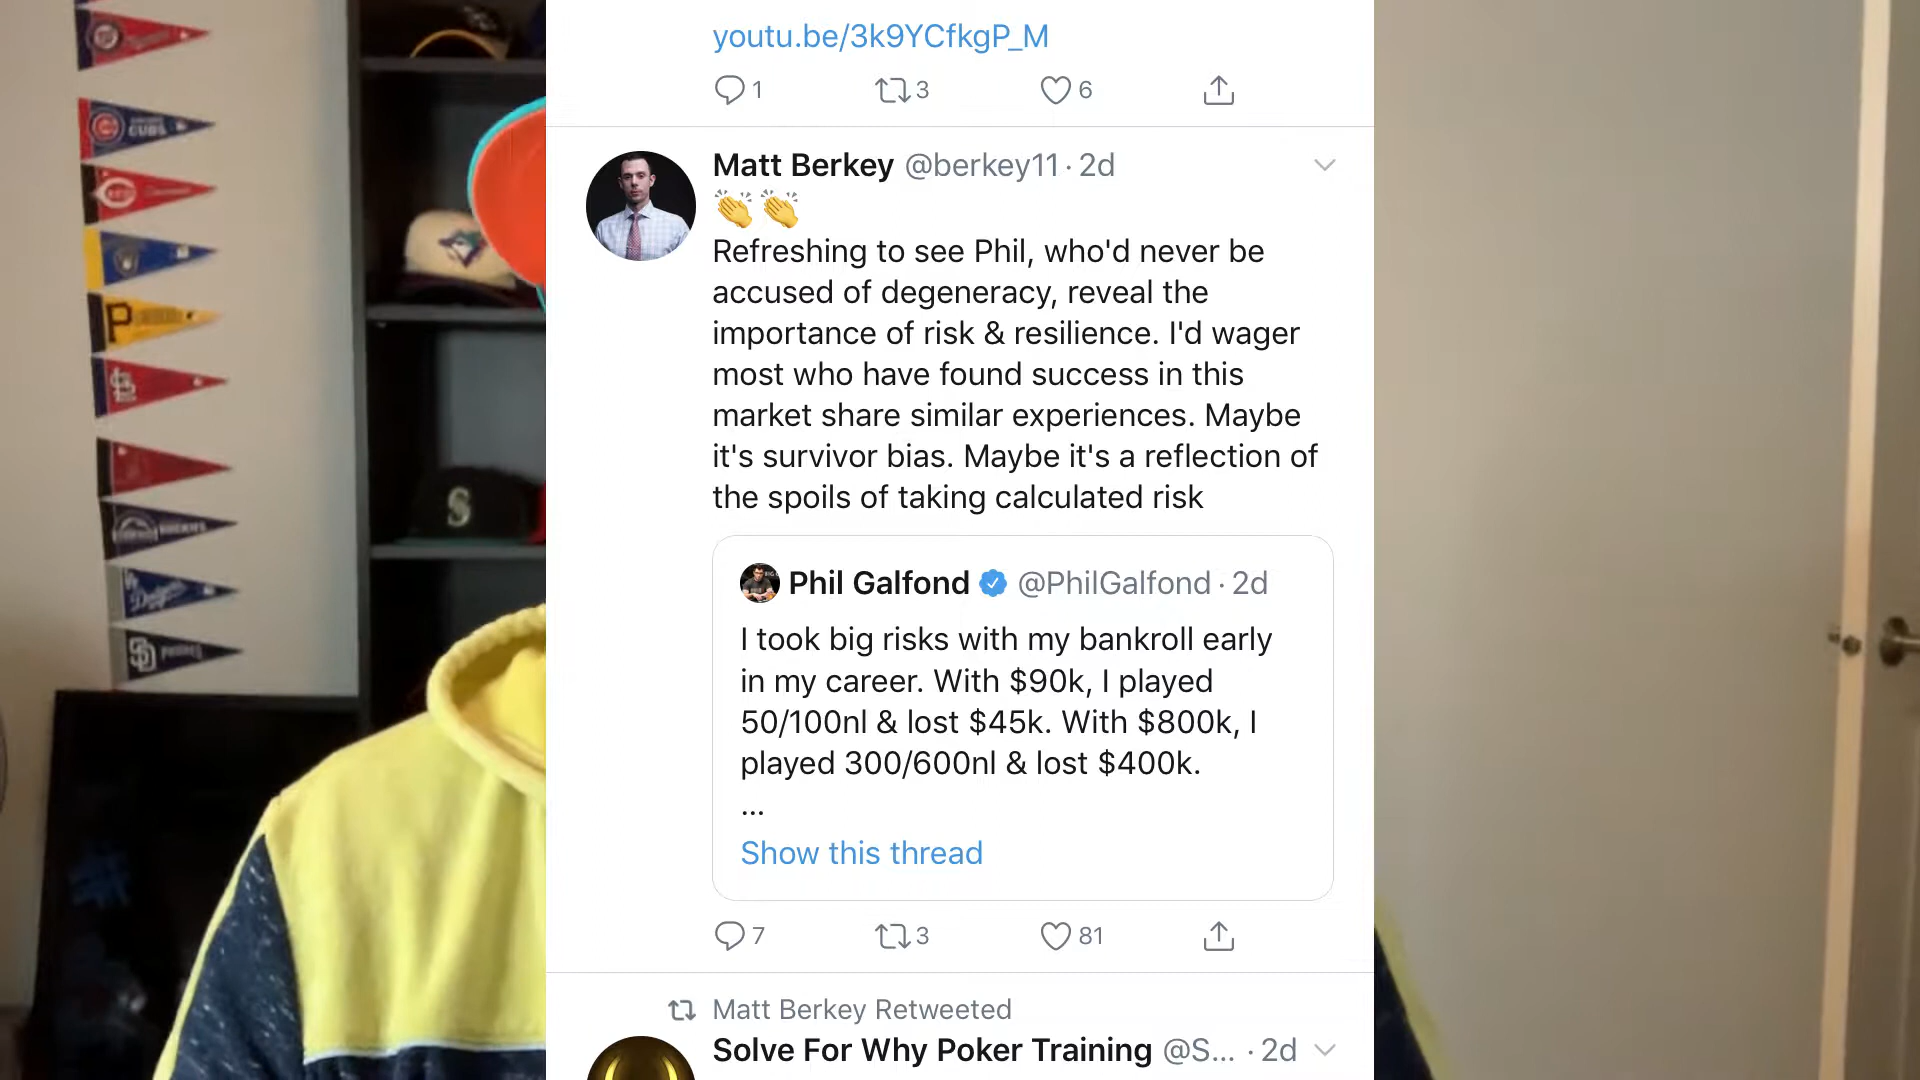 youtu.be/3k9YCfkgP_M
1 3 6
Matt Berkey @berkey11 · 2d
👏 👏
Refreshing to see Phil, who'd never be
accused of degeneracy, reveal the
importance of risk & resilience. I'd wager
most who have found success in this
market share similar experiences. Maybe
it's survivor bias. Maybe it's a reflection of
the spoils of taking calculated risk
Phil Galfond @PhilGalfond · 2d
I took big risks with my bankroll early
in my career. With $90k, I played
50/100nl & lost $45k. With $800k, I
played 300/600nl & lost $400k.
...
Show this thread
7 3 81
Matt Berkey Retweeted
Solve For Why Poker Training @S... · 2d
CUBS
P
S
Dodgers
SD PADRES